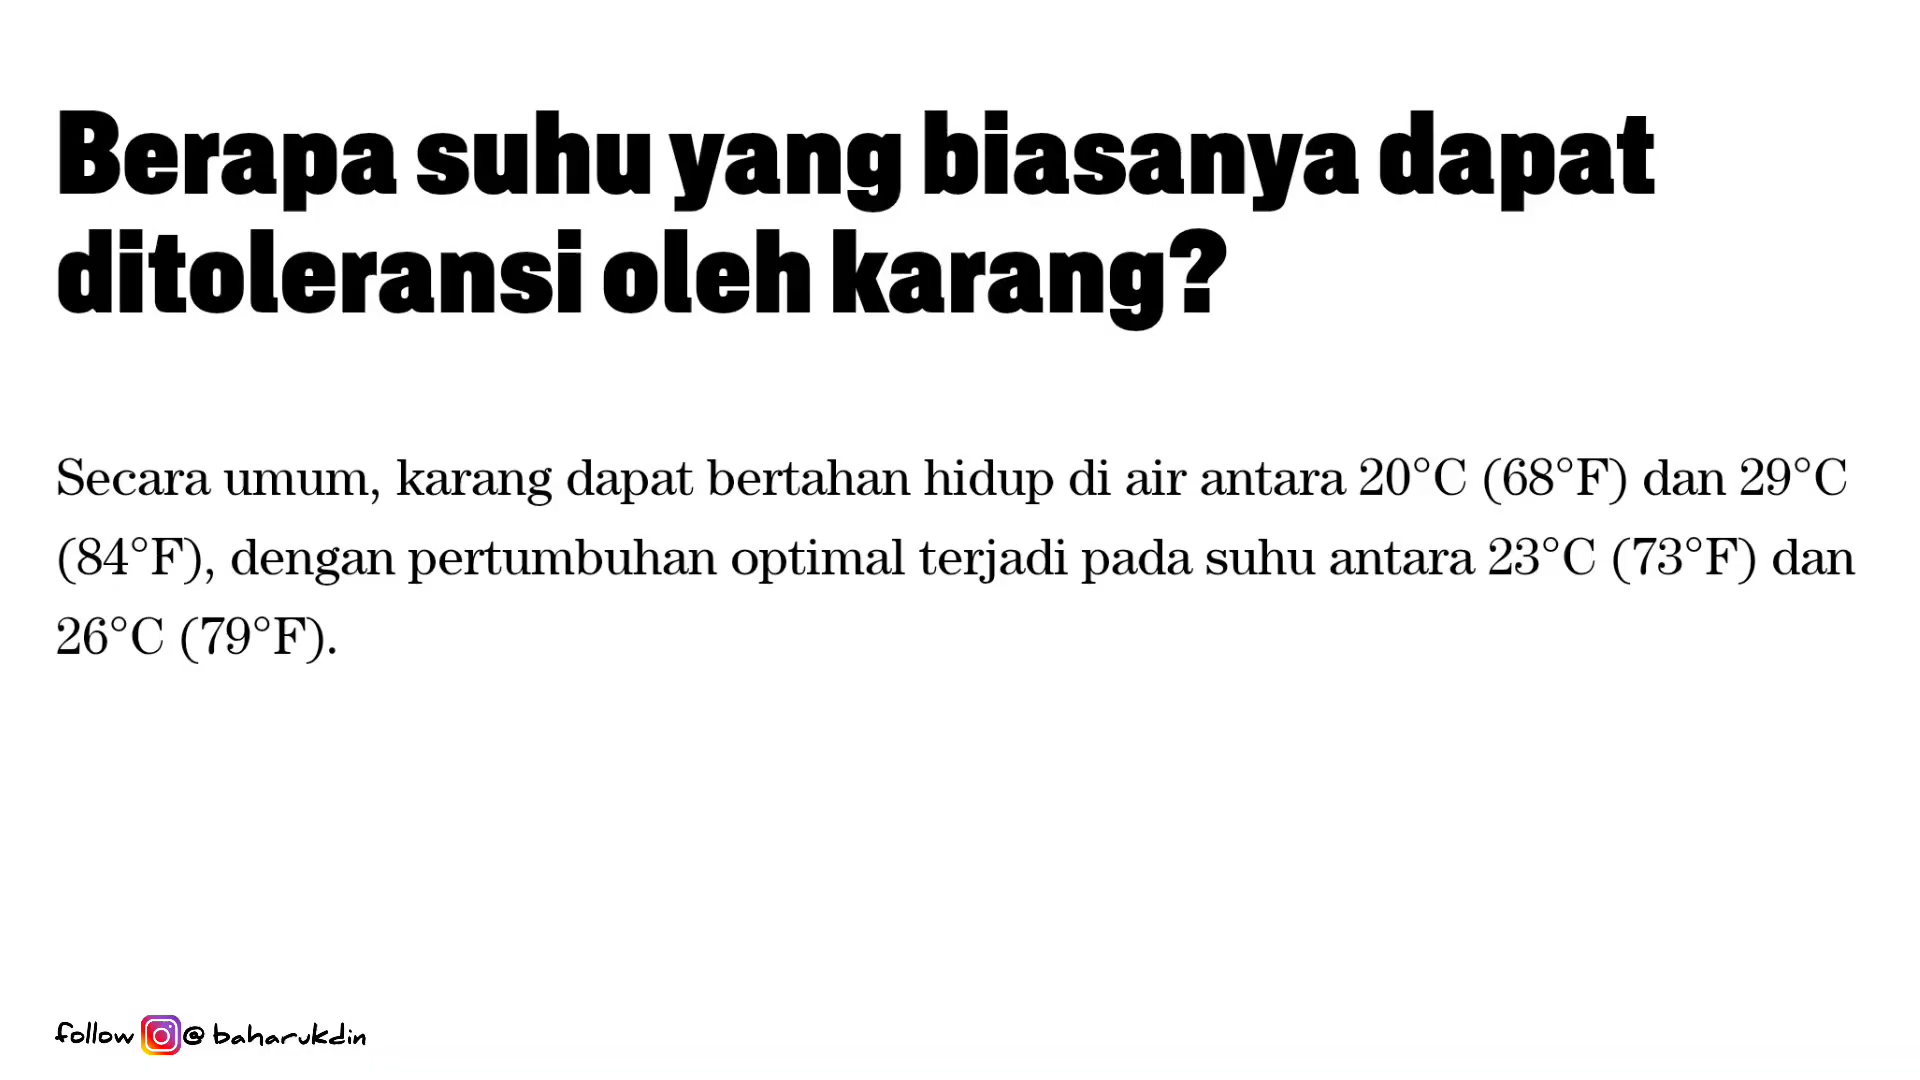 Berapa suhu yang biasanya dapat
ditoleransi oleh karang?
Secara umum, karang dapat bertahan hidup di air antara 20°C (68°F) dan 29°C
(84°F), dengan pertumbuhan optimal terjadi pada suhu antara 23°C (73°F) dan
26°C (79°F).
follow @ baharukdin